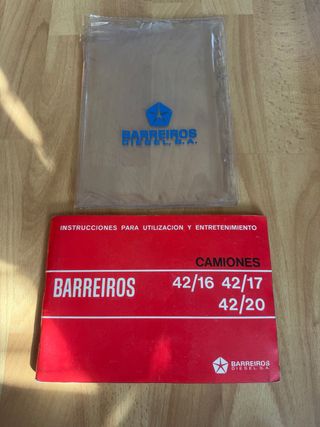 BARREIROS
DIESEL, S.A.
INSTRUCCIONES PARA UTILIZACION Y ENTRETENIMIENTO
CAMIONES
BARREIROS 42/16 42/17
42/20
BARREIROS
DIESEL S.A.